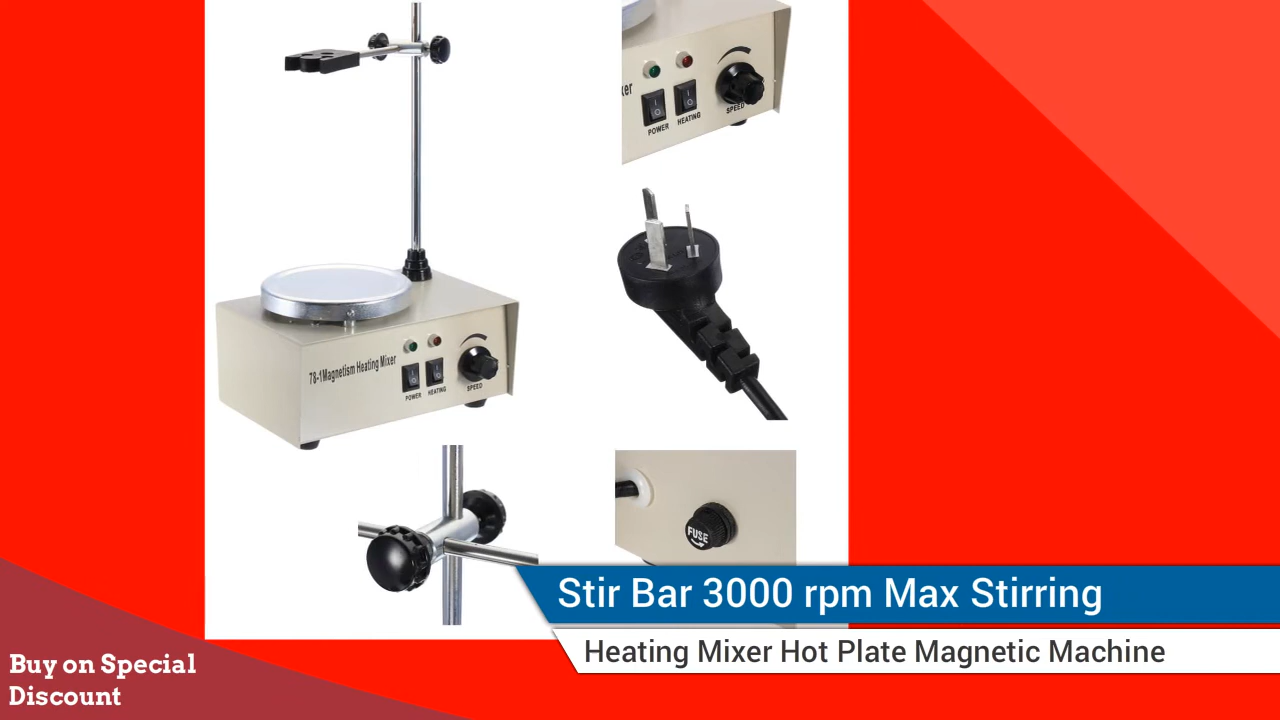 xer
POWER
HEATING
SPEED
78-1Magnetism Heating Mixer
POWER
HEATING
SPEED
FUSE
Stir Bar 3000 rpm Max Stirring
Heating Mixer Hot Plate Magnetic Machine
Buy on Special
Discount